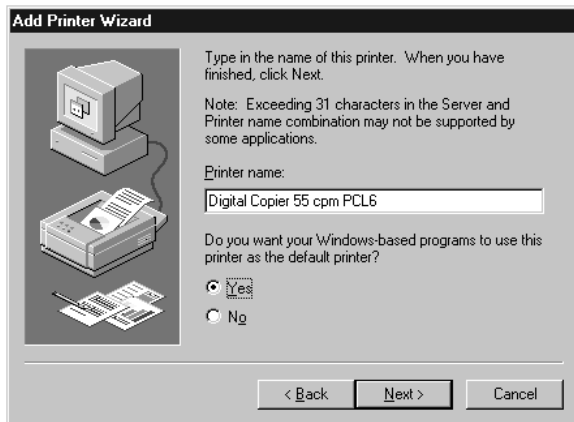 Add Printer Wizard
Type in the name of this printer.  When you have
finished, click Next.
Note:  Exceeding 31 characters in the Server and
Printer name combination may not be supported by
some applications.
Printer name:
Digital Copier 55 cpm PCL6
Do you want your Windows-based programs to use this
printer as the default printer?
Yes
No
< Back
Next >
Cancel